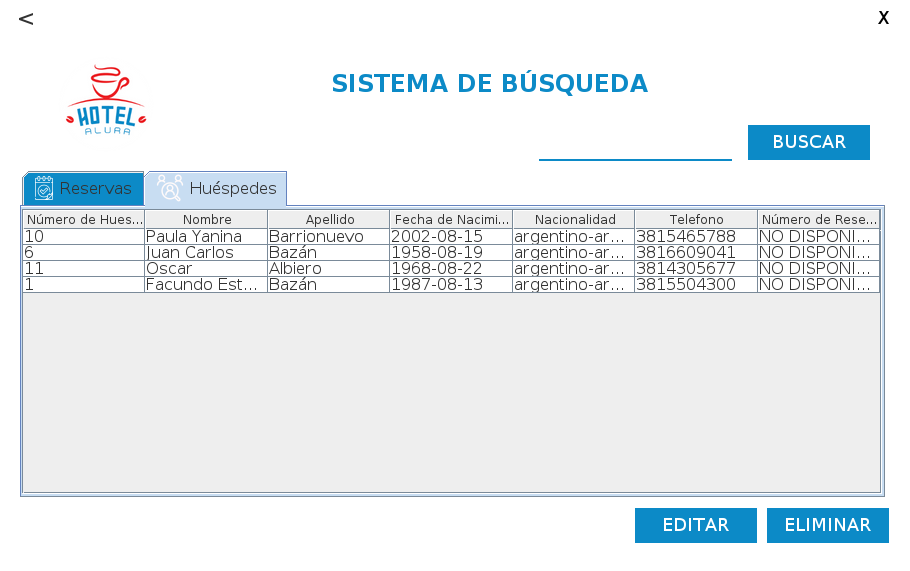 < X
SISTEMA DE BÚSQUEDA
HOTEL
ALURA
BUSCAR
Reservas Huéspedes
Número de Hues... Nombre Apellido Fecha de Nacimi... Nacionalidad Telefono Número de Rese...
10 Paula Yanina Barrionuevo 2002-08-15 argentino-ar... 3815465788 NO DISPONI...
6 Juan Carlos Bazán 1958-08-19 argentino-ar... 3816609041 NO DISPONI...
11 Oscar Albiero 1968-08-22 argentino-ar... 3814305677 NO DISPONI...
1 Facundo Est... Bazán 1987-08-13 argentino-ar... 3815504300 NO DISPONI...
EDITAR ELIMINAR